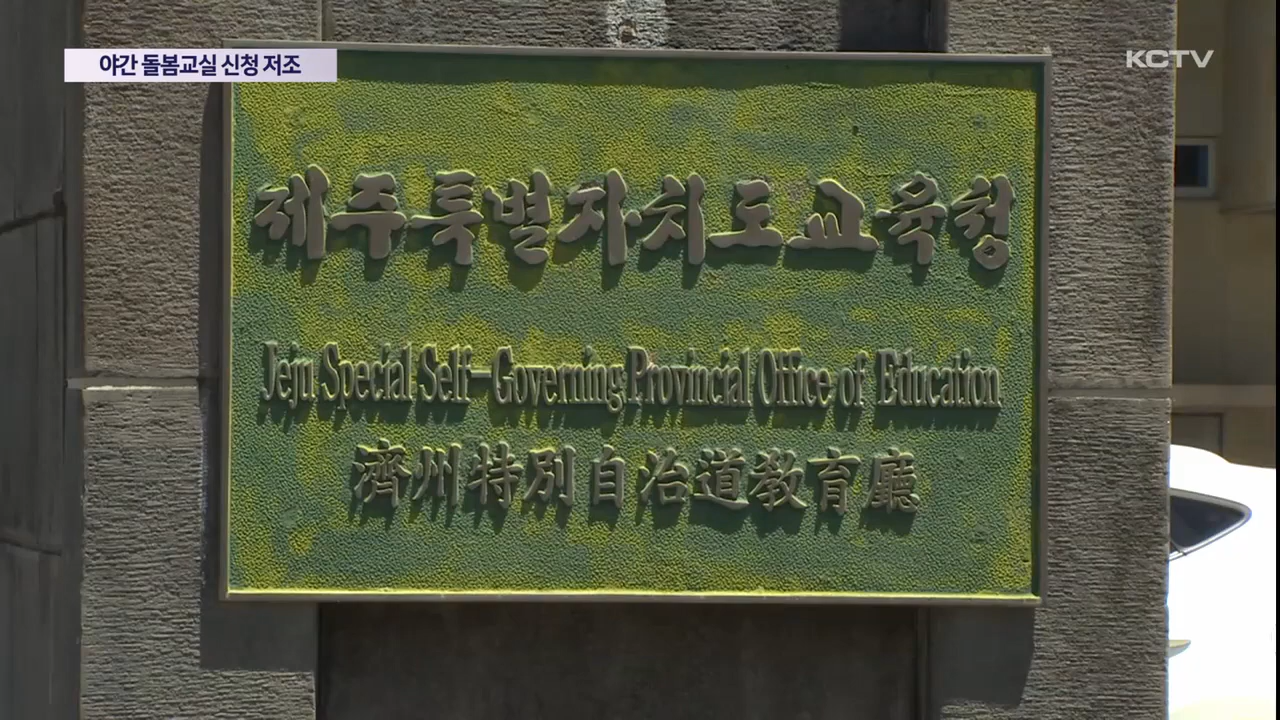 야간 돌봄교실 신청 저조
KCTV
제주특별자치도교육청
Jeju Special Self-Governing Provincial Office of Education
濟州特別自治道教育廳